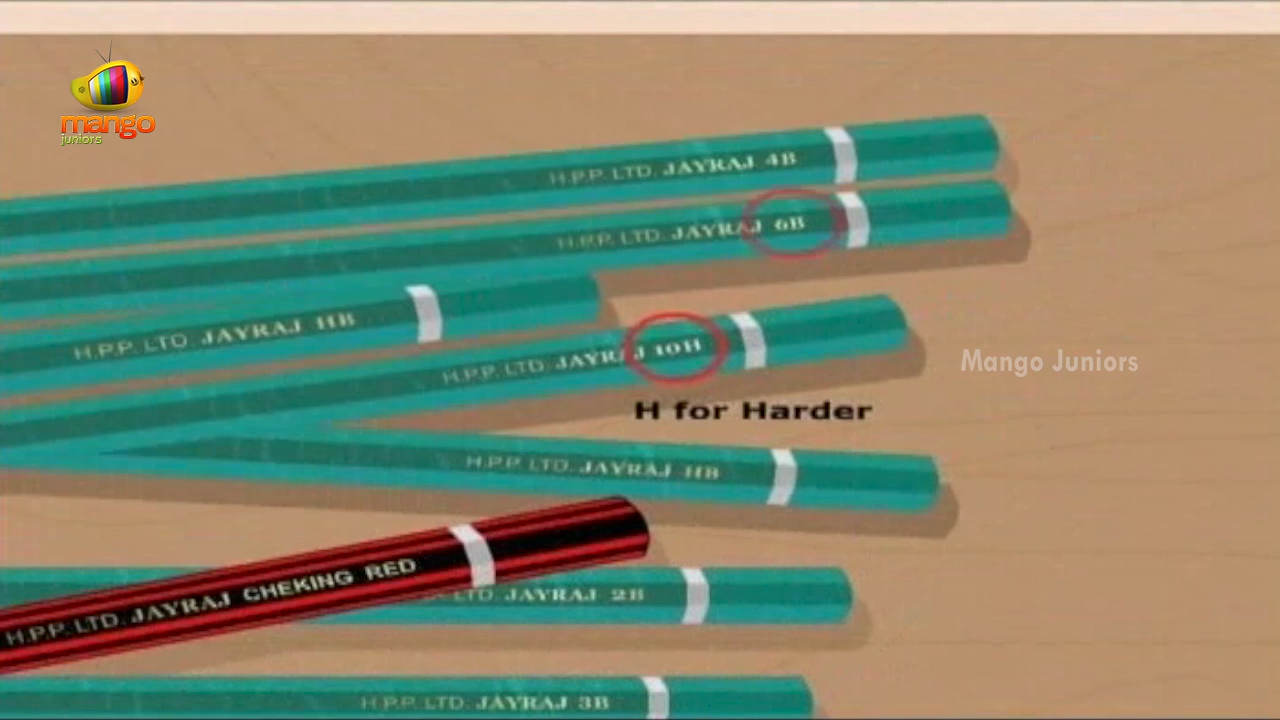 mango
juniors
H.P.P. LTD. JAYRAJ 4B
H.P.P. LTD. JAYRAJ 6B
H.P.P. LTD. JAYRAJ HB
H.P.P. LTD. JAYRAJ 10H
Mango Juniors
H for Harder
H.P.P. LTD. JAYRAJ HB
H.P.P. LTD. JAYRAJ CHEKING RED
LTD. JAYRAJ 2B
H.P.P. LTD. JAYRAJ 3B